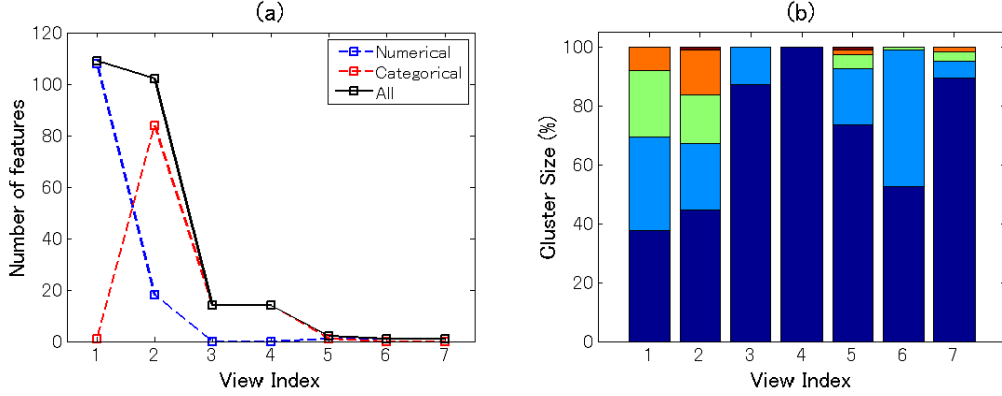 (a)
120
100
80
60
40
20
0
Number of features
Numerical
Categorical
All
1 2 3 4 5 6 7
View Index
(b)
100
80
60
40
20
0
Cluster Size (%)
1 2 3 4 5 6 7
View Index